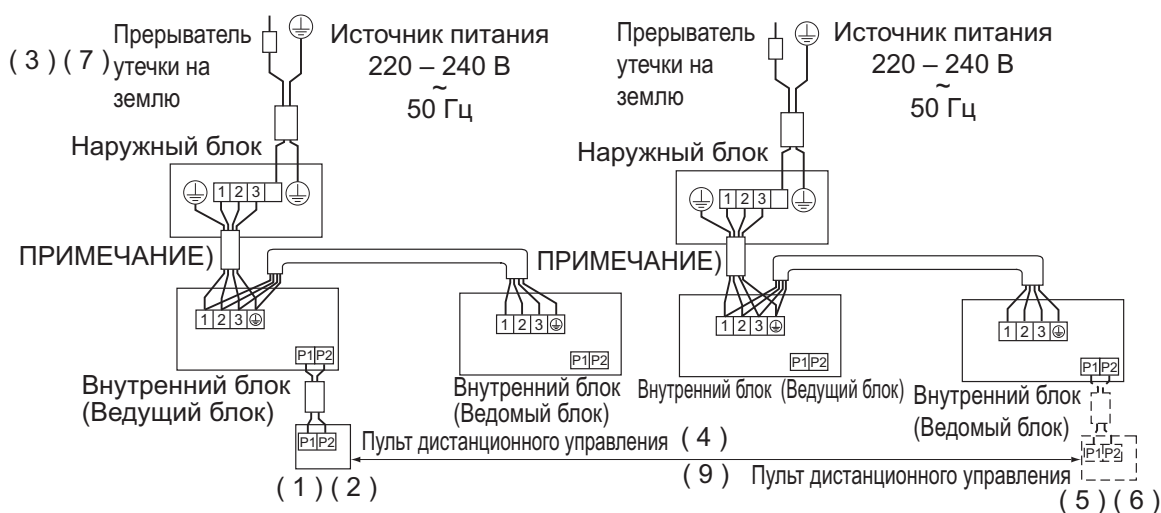 ( 3 ) ( 7 )
Прерыватель
утечки на
землю
Источник питания
220 – 240 В
~
50 Гц
Прерыватель
утечки на
землю
Источник питания
220 – 240 В
~
50 Гц
Наружный блок
Наружный блок
1 2 3
1 2 3
ПРИМЕЧАНИЕ)
ПРИМЕЧАНИЕ)
1 2 3
1 2 3
1 2 3
1 2 3
P1 P2
P1 P2
P1 P2
P1 P2
Внутренний блок
(Ведущий блок)
Внутренний блок
(Ведомый блок)
Внутренний блок (Ведущий блок)
Внутренний блок
(Ведомый блок)
P1 P2
Пульт дистанционного управления ( 4 )
P1 P2
( 1 ) ( 2 )
( 9 ) Пульт дистанционного управления
( 5 ) ( 6 )